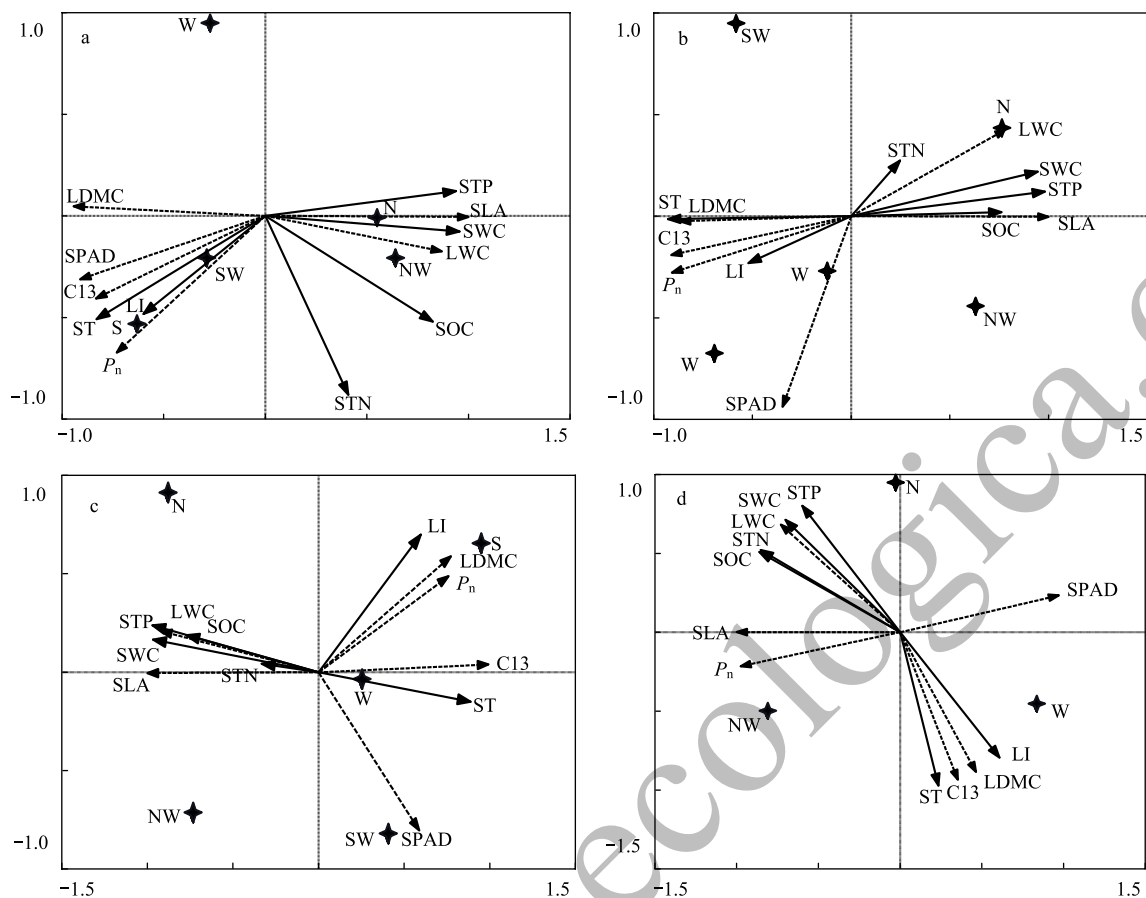 1.0
a
W
LDMC
STP
N
SLA
SWC
LWC
SPAD
SW
NW
C13
LI
ST
S
SOC
Pn
STN
-1.0
-1.0
1.5
1.0
b
SW
N
LWC
STN
SWC
STP
ST
LDMC
SOC
SLA
C13
LI
Pn
W
NW
W
SPAD
-1.0
-1.0
1.5
1.0
c
N
LI
S
LDMC
Pn
LWC
STP
SOC
SWC
C13
STN
SLA
W
ST
NW
SW
SPAD
-1.0
-1.5
1.5
1.0
d
N
STP
SWC
LWC
STN
SOC
SPAD
SLA
Pn
NW
W
LI
LDMC
C13
ST
-1.5
-1.5
1.5
ecologica.